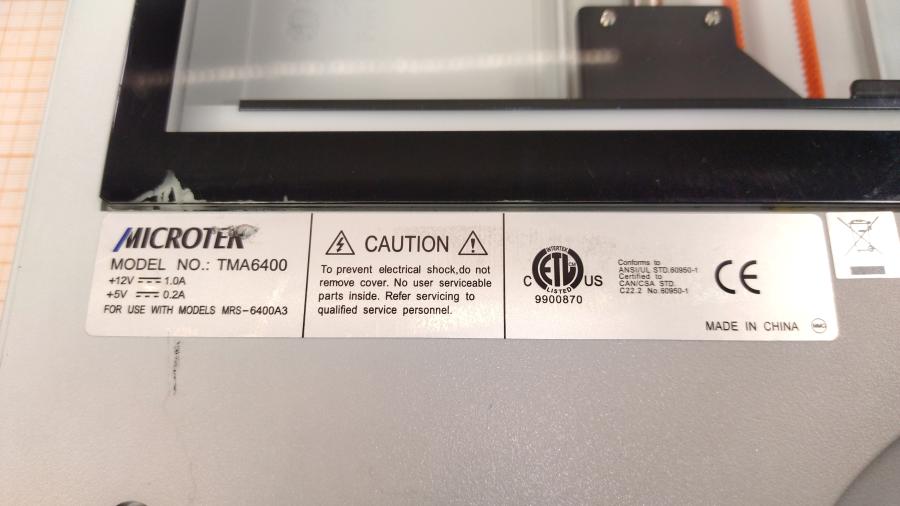 MICROTEK
MODEL NO.: TMA6400
+12V 1.0A
+5V 0.2A
FOR USE WITH MODELS MRS-6400A3
CAUTION
To prevent electrical shock,do not
remove cover. No user serviceable
parts inside. Refer servicing to
qualified service personnel.
INTERTEK
C ETL CM US
LISTED
9900870
Conforms to
ANSI/UL STD.60950-1
Certified to
CAN/CSA STD.
C22.2 No.60950-1
CE
MADE IN CHINA